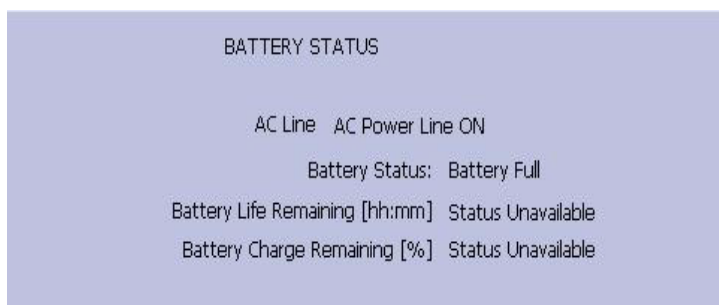 BATTERY STATUS
AC Line AC Power Line ON
Battery Status: Battery Full
Battery Life Remaining [hh:mm] Status Unavailable
Battery Charge Remaining [%] Status Unavailable